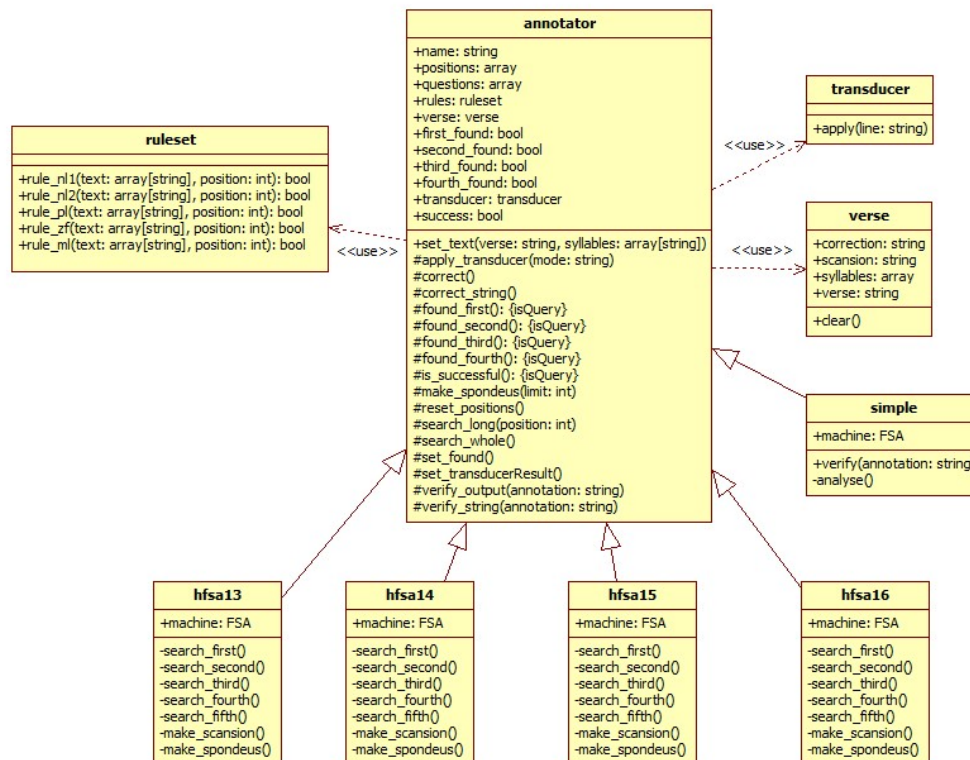 annotator
+name: string
+positions: array
+questions: array
+rules: ruleset
+verse: verse
+first_found: bool
+second_found: bool
+third_found: bool
+fourth_found: bool
+transducer: transducer
+success: bool
+set_text(verse: string, syllables: array[string])
#apply_transducer(mode: string)
#correct()
#correct_string()
#found_first(): {isQuery}
#found_second(): {isQuery}
#found_third(): {isQuery}
#found_fourth(): {isQuery}
#is_successful(): {isQuery}
#make_spondeus(limit: int)
#reset_positions()
#search_long(position: int)
#search_whole()
#set_found()
#set_transducerResult()
#verify_output(annotation: string)
#verify_string(annotation: string)
ruleset
+rule_nl1(text: array[string], position: int): bool
+rule_nl2(text: array[string], position: int): bool
+rule_pl(text: array[string], position: int): bool
+rule_zf(text: array[string], position: int): bool
+rule_ml(text: array[string], position: int): bool
<<use>>
<<use>>
<<use>>
transducer
+apply(line: string)
verse
+correction: string
+scansion: string
+syllables: array
+verse: string
+clear()
simple
+machine: FSA
+verify(annotation: string
-analyse()
hfsa13
+machine: FSA
-search_first()
-search_second()
-search_third()
-search_fourth()
-search_fifth()
-make_scansion()
-make_spondeus()
hfsa14
+machine: FSA
-search_first()
-search_second()
-search_third()
-search_fourth()
-search_fifth()
-make_scansion()
-make_spondeus()
hfsa15
+machine: FSA
-search_first()
-search_second()
-search_third()
-search_fourth()
-search_fifth()
-make_scansion()
-make_spondeus()
hfsa16
+machine: FSA
-search_first()
-search_second()
-search_third()
-search_fourth()
-search_fifth()
-make_scansion()
-make_spondeus()